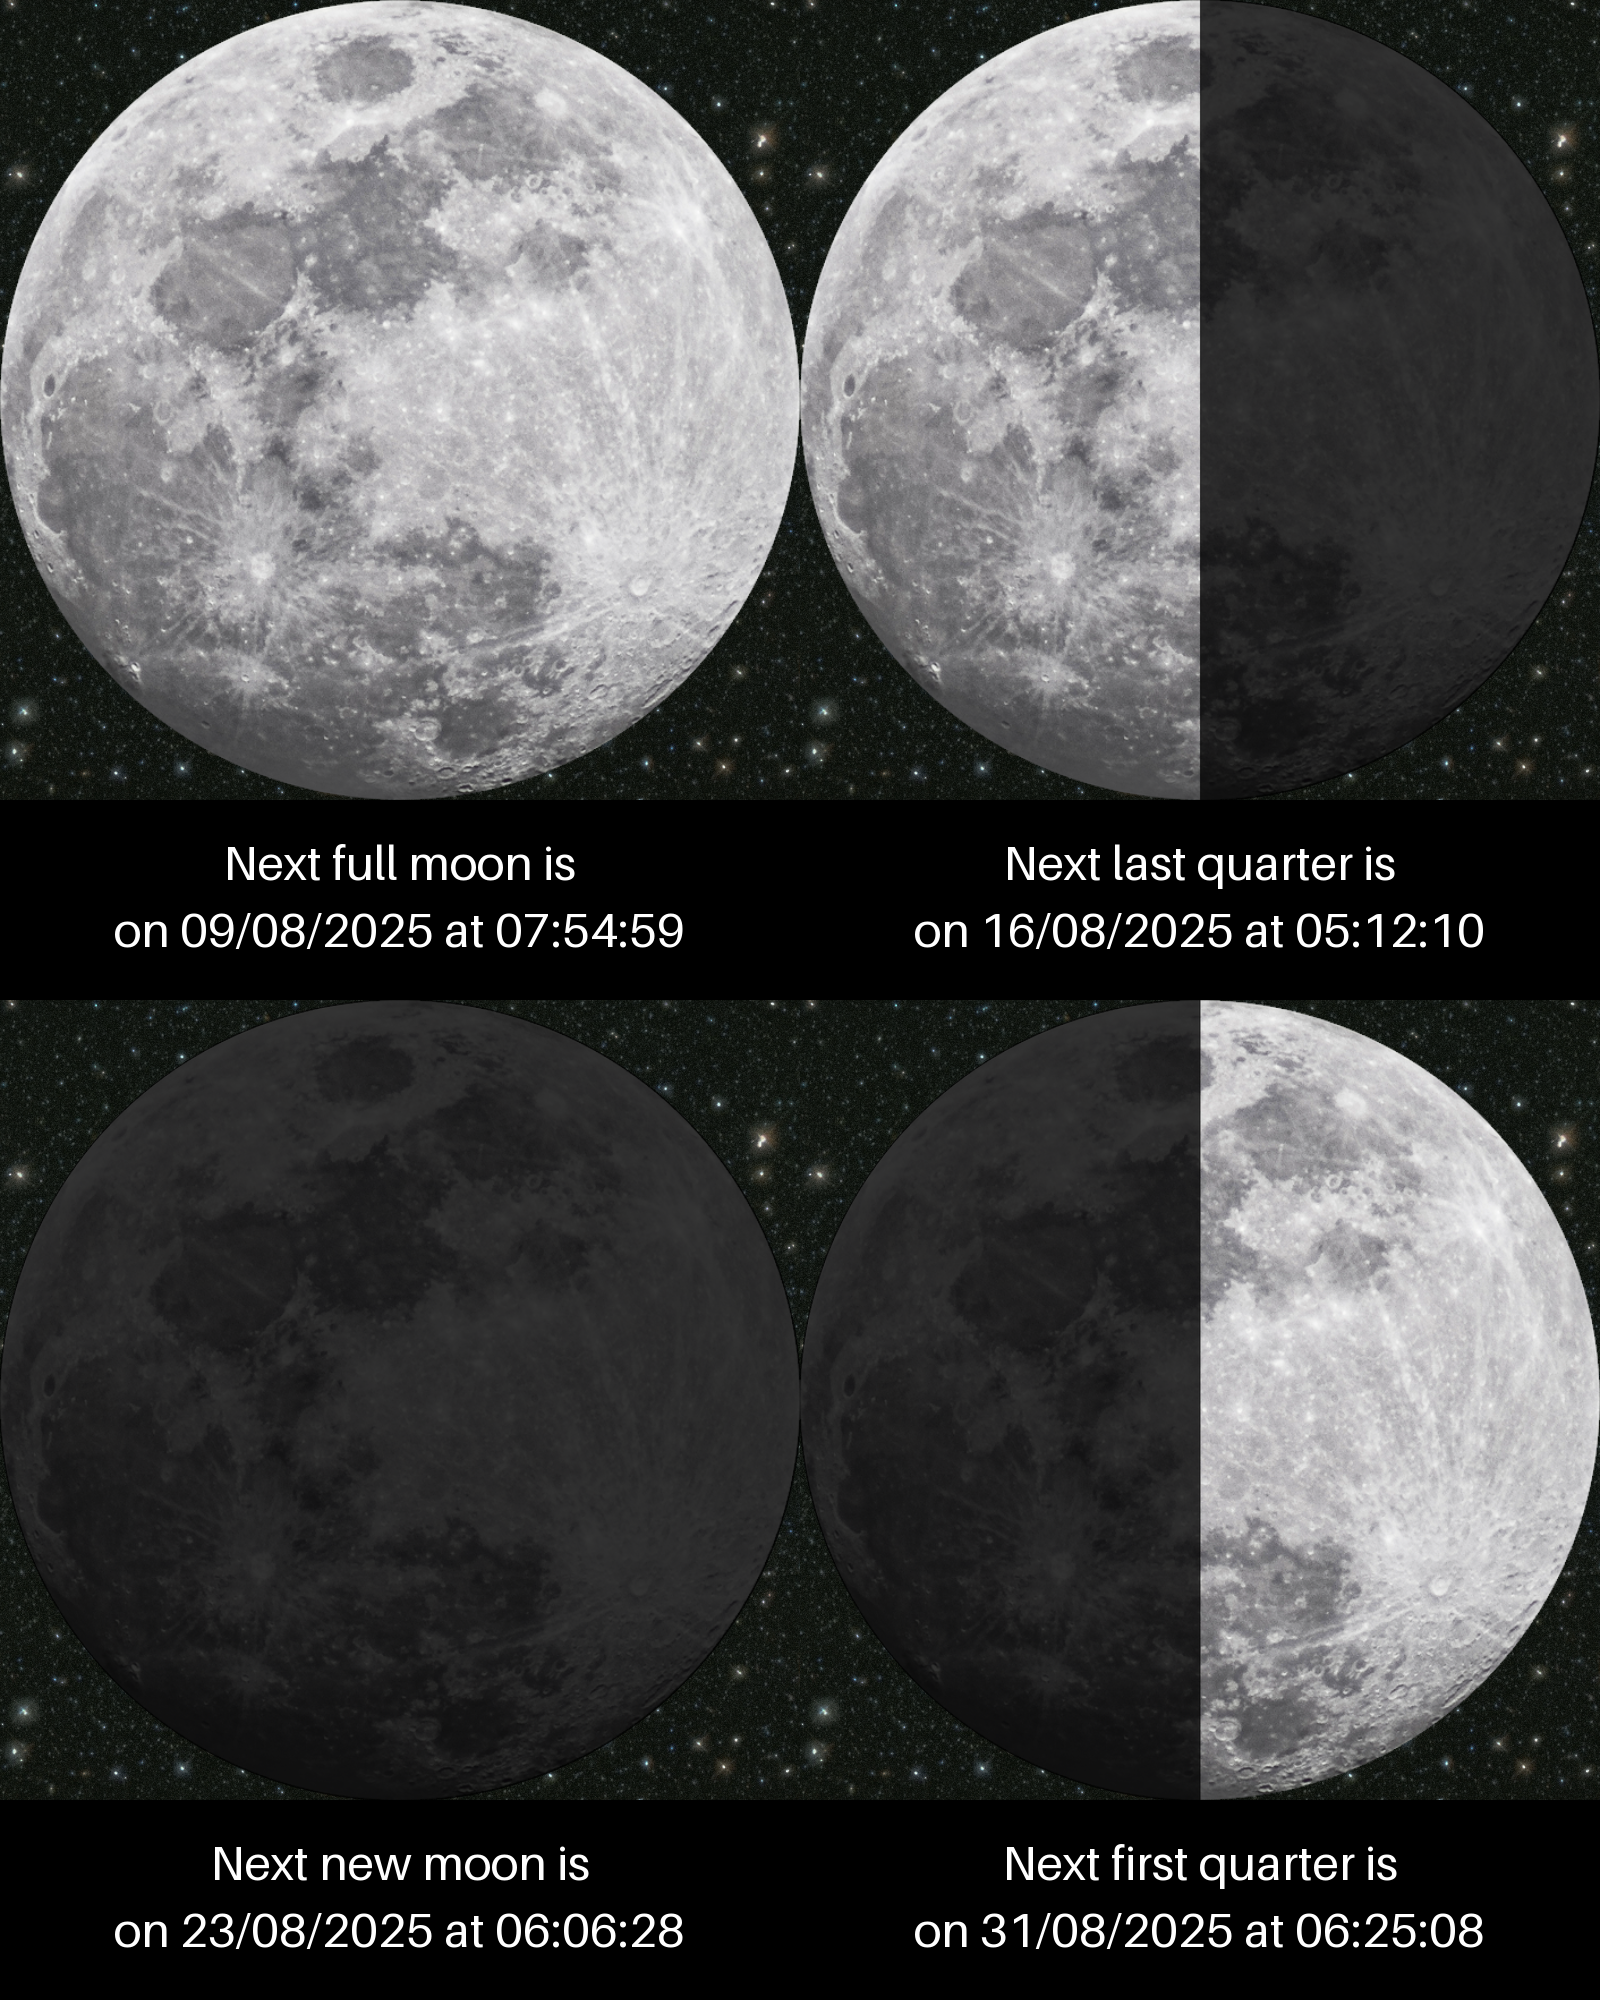 Next full moon is
on 09/08/2025 at 07:54:59
Next last quarter is
on 16/08/2025 at 05:12:10
Next new moon is
on 23/08/2025 at 06:06:28
Next first quarter is
on 31/08/2025 at 06:25:08